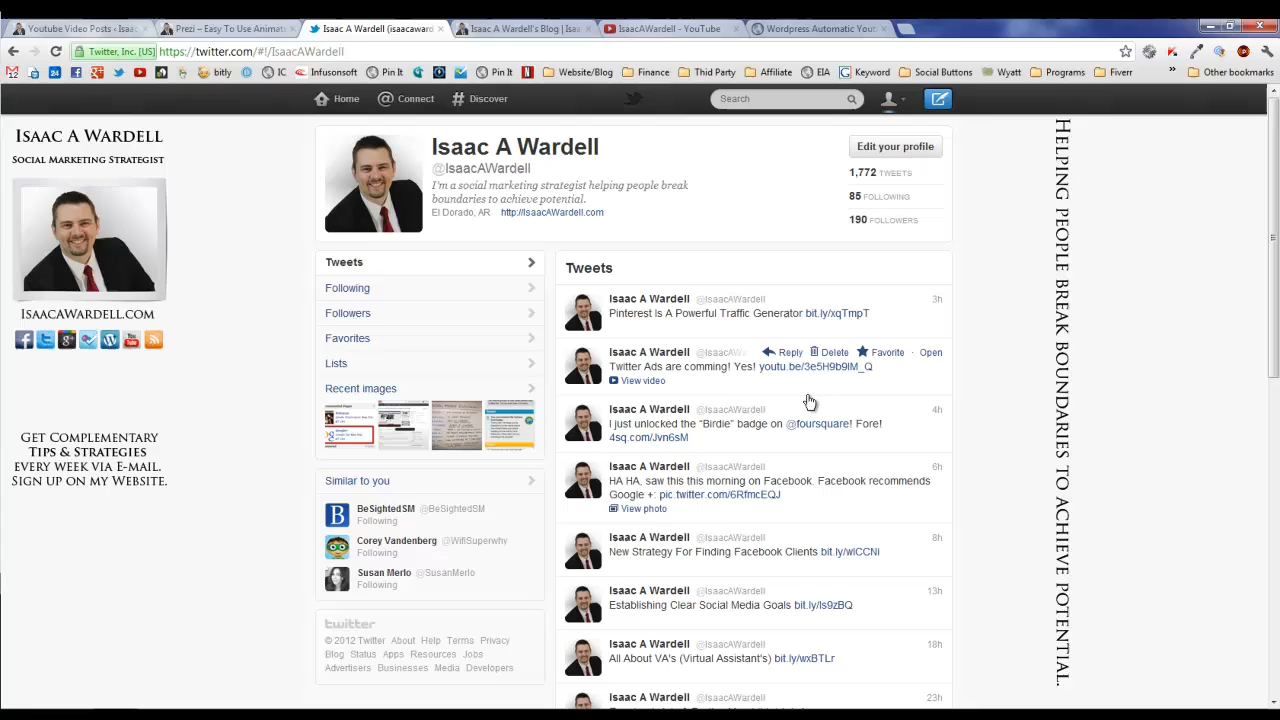 Youtube Video Posts - Isaac
Prezi – Easy To Use Animat
Isaac A Wardell (isaacaward
Isaac A Wardell's Blog | Isa
IsaacAWardell - YouTube
Wordpress Automatic Yout
Twitter, Inc. [US] https://twitter.com/#!/IsaacAWardell
bitly IC Infusonsoft Pin It Pin It Website/Blog Finance Thid Party Affiliate EIA Keyword Social Buttons Wyatt Programs Fiverr » Other bookmarks
Home @ Connect # Discover Search
Isaac A Wardell
Social Marketing Strategist
IsaacAWardell.com
Get Complementary
Tips & Strategies
every week via E-mail.
Sign up on my Website.
Isaac A Wardell
@IsaacAWardell
I'm a social marketing strategist helping people break
boundaries to achieve potential.
El Dorado, AR http://IsaacAWardell.com
Edit your profile
1,772 TWEETS
85 FOLLOWING
190 FOLLOWERS
Tweets
Following
Followers
Favorites
Lists
Recent images
Similar to you
BeSightedSM @BeSightedSM
Following
Corey Vandenberg @WifiSuperwhy
Following
Susan Merlo @SusanMerlo
Following
twitter
© 2012 Twitter About Help Terms Privacy
Blog Status Apps Resources Jobs
Advertisers Businesses Media Developers
Tweets
Isaac A Wardell @IsaacAWardell 3h
Pinterest Is A Powerful Traffic Generator bit.ly/xqTmpT
Isaac A Wardell @IsaacAWa Reply Delete Favorite · Open
Twitter Ads are comming! Yes! youtu.be/3e5H9b9lM_Q
View video
Isaac A Wardell @IsaacAWardell 4h
I just unlocked the “Birdie” badge on @foursquare! Fore!
4sq.com/Jvn6sM
Isaac A Wardell @IsaacAWardell 6h
HA HA, saw this this morning on Facebook. Facebook recommends
Google +: pic.twitter.com/6RfmcEQJ
View photo
Isaac A Wardell @IsaacAWardell 8h
New Strategy For Finding Facebook Clients bit.ly/wlCCNi
Isaac A Wardell @IsaacAWardell 13h
Establishing Clear Social Media Goals bit.ly/Is9zBQ
Isaac A Wardell @IsaacAWardell 18h
All About VA's (Virtual Assistant's) bit.ly/wxBTLr
Isaac A Wardell @IsaacAWardell 23h
Helping people break boundaries to achieve potential.